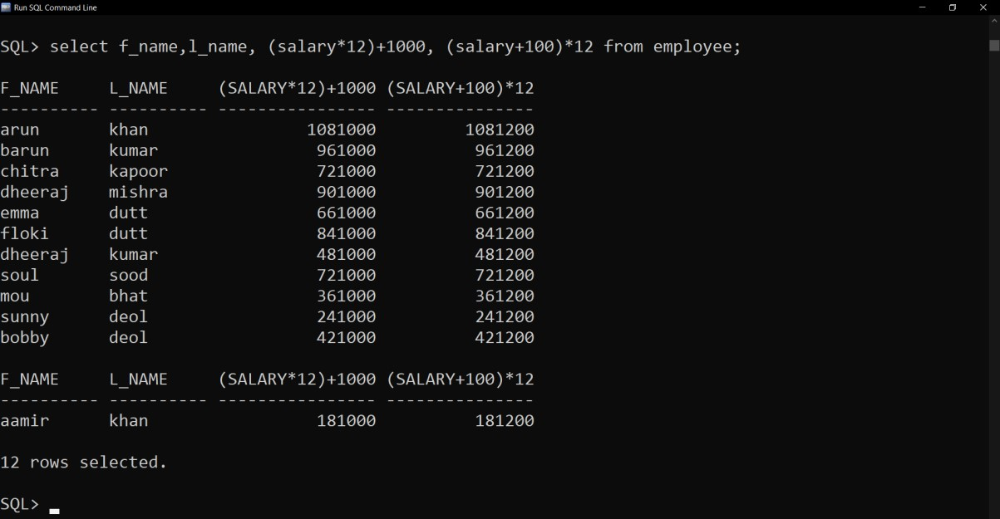 Run SQL Command Line
SQL> select f_name,l_name, (salary*12)+1000, (salary+100)*12 from employee;
F_NAME     L_NAME     (SALARY*12)+1000 (SALARY+100)*12
---------- ---------- ---------------- ---------------
arun       khan                1081000         1081200
barun      kumar                961000          961200
chitra     kapoor               721000          721200
dheeraj    mishra               901000          901200
emma       dutt                 661000          661200
floki      dutt                 841000          841200
dheeraj    kumar                481000          481200
soul       sood                 721000          721200
mou        bhat                 361000          361200
sunny      deol                 241000          241200
bobby      deol                 421000          421200
F_NAME     L_NAME     (SALARY*12)+1000 (SALARY+100)*12
---------- ---------- ---------------- ---------------
aamir      khan                 181000          181200
12 rows selected.
SQL>